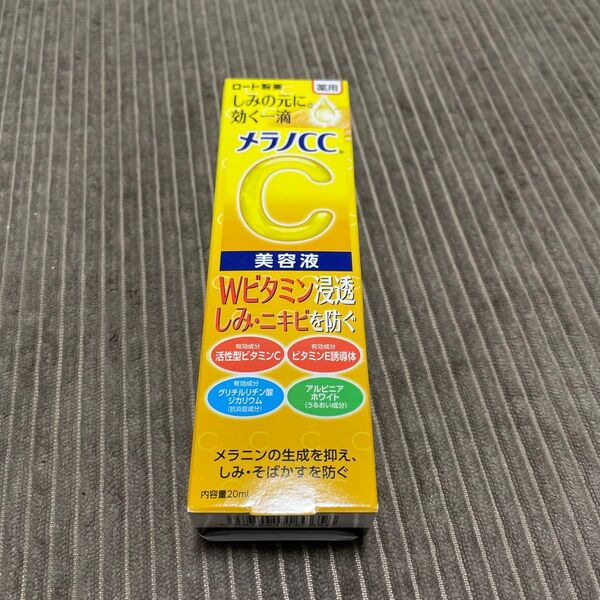 ロート製薬
薬用
しみの元に。
効く一滴
メラノCC
C
美容液
Wビタミン浸透
しみ・ニキビを防ぐ
有効成分
活性型ビタミンC
有効成分
ビタミンE誘導体
有効成分
グリチルリチン酸
ジカリウム
(抗炎症成分)
アルピニア
ホワイト
(うるおい成分)
メラニンの生成を抑え、
しみ・そばかすを防ぐ
内容量20mL